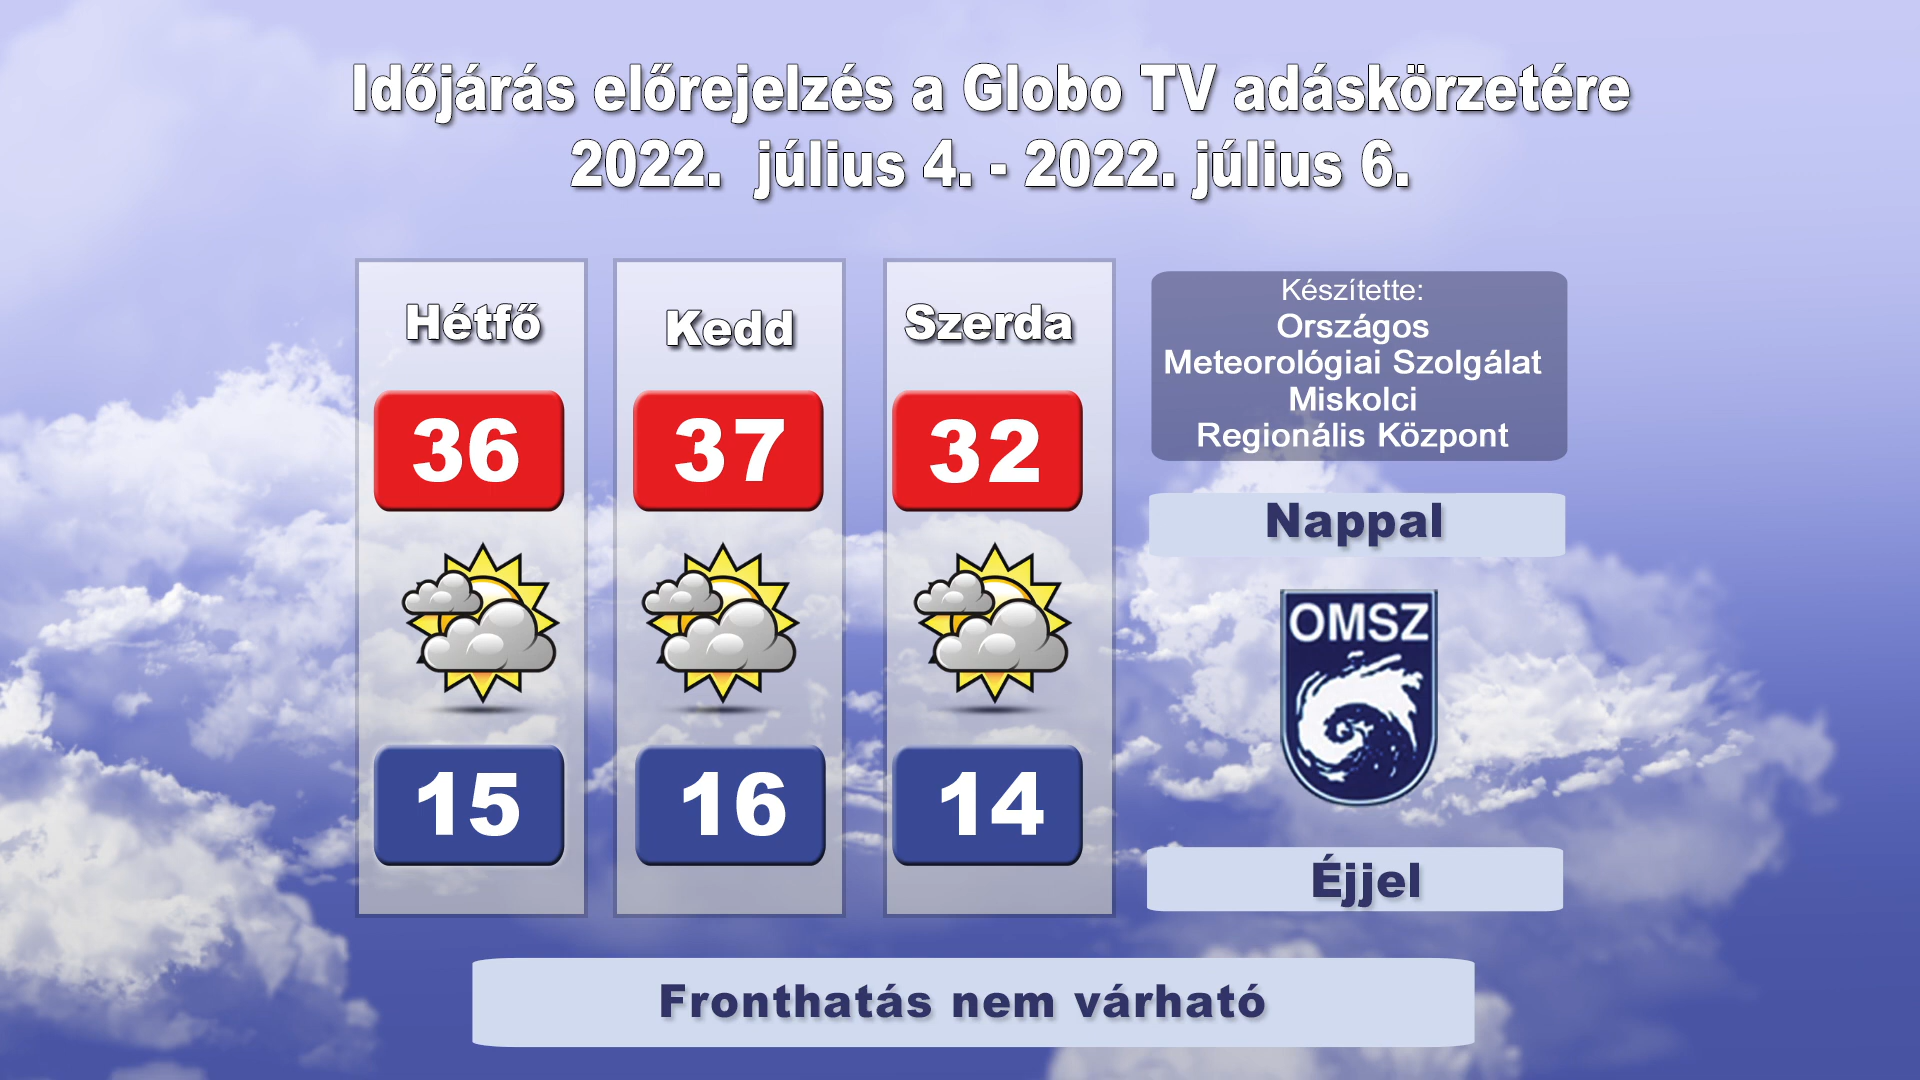 Időjárás előrejelzés a Globo TV adáskörzetére
2022. július 4. - 2022. július 6.
Hétfő
Kedd
Szerda
36
37
32
15
16
14
Készítette:
Országos
Meteorológiai Szolgálat
Miskolci
Regionális Központ
Nappal
OMSZ
Éjjel
Fronthatás nem várható